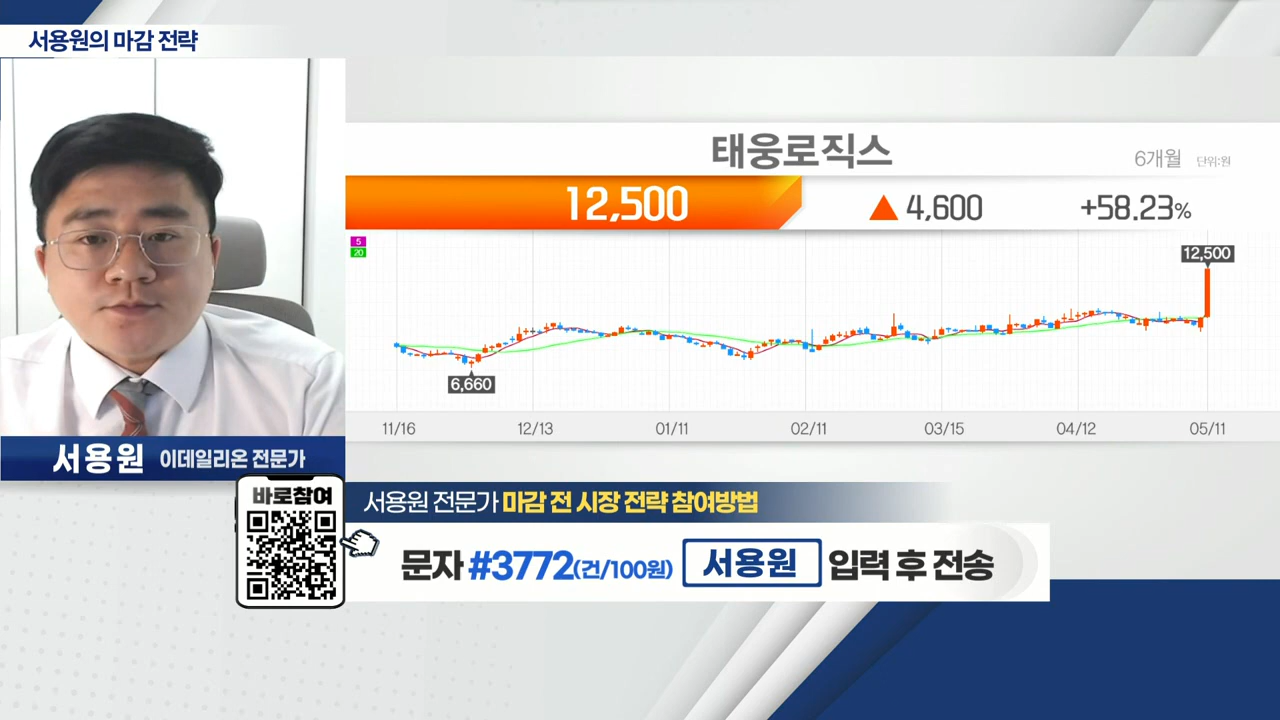 서용원의 마감 전략
태웅로직스
6개월 단위:원
12,500 ▲ 4,600 +58.23%
5
20
12,500
6,660
11/16 12/13 01/11 02/11 03/15 04/12 05/11
서용원 이데일리온 전문가
바로참여
서용원 전문가 마감 전 시장 전략 참여방법
문자 #3772(건/100원) 서용원 입력 후 전송